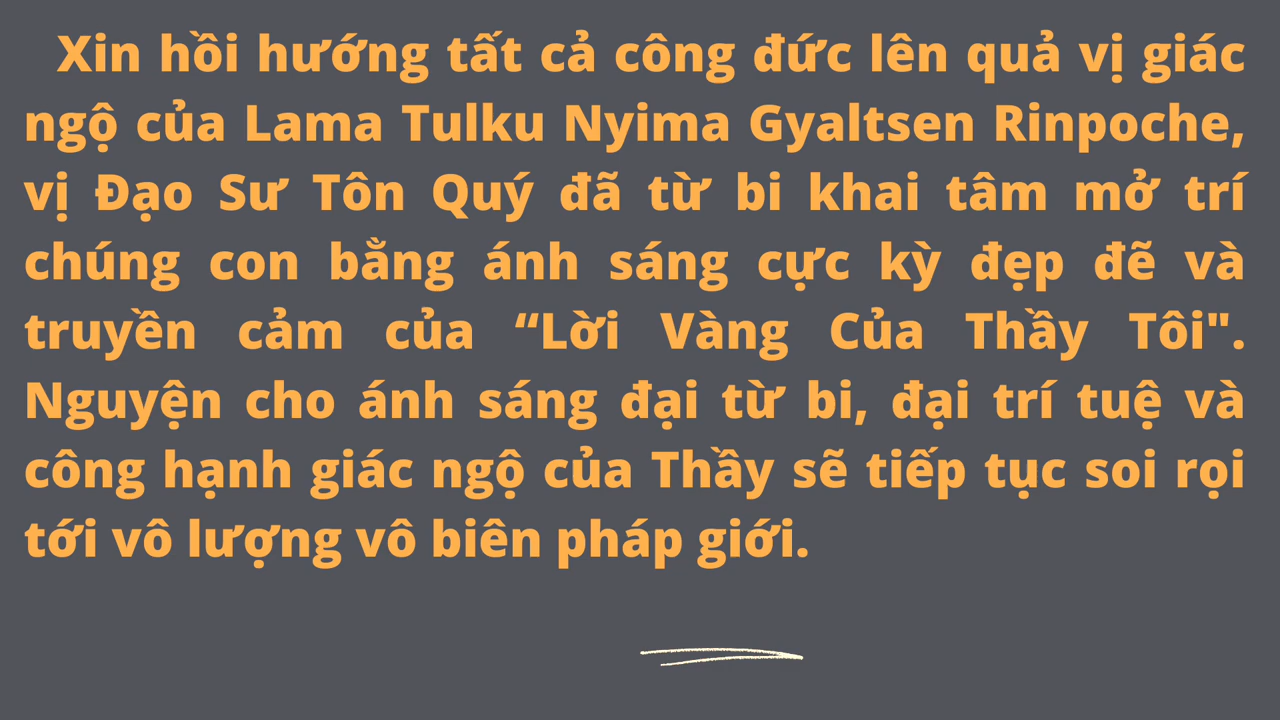 Xin hồi hướng tất cả công đức lên quả vị giác
ngộ của Lama Tulku Nyima Gyaltsen Rinpoche,
vị Đạo Sư Tôn Quý đã từ bi khai tâm mở trí
chúng con bằng ánh sáng cực kỳ đẹp đẽ và
truyền cảm của “Lời Vàng Của Thầy Tôi".
Nguyện cho ánh sáng đại từ bi, đại trí tuệ và
công hạnh giác ngộ của Thầy sẽ tiếp tục soi rọi
tới vô lượng vô biên pháp giới.